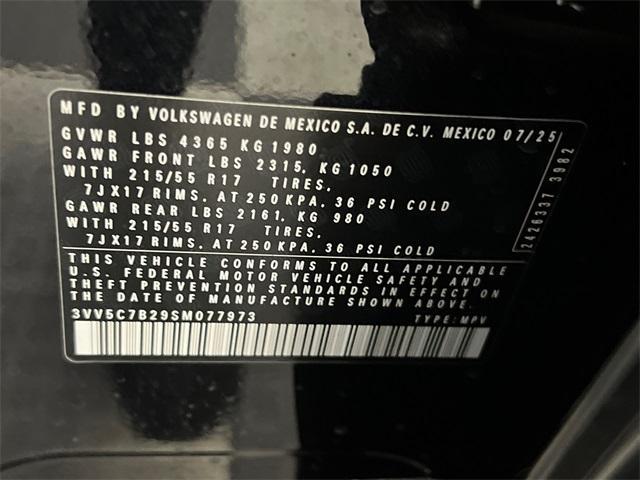 MFD BY VOLKSWAGEN DE MEXICO S.A. DE C.V. MEXICO 07/25
GVWR LBS 4365 KG 1980
GAWR FRONT LBS 2315, KG 1050
WITH 215/55 R17 TIRES,
7JX17 RIMS, AT 250 KPA, 36 PSI COLD
GAWR REAR LBS 2161, KG 980
WITH 215/55 R17 TIRES,
7JX17 RIMS, AT 250 KPA, 36 PSI COLD
THIS VEHICLE CONFORMS TO ALL APPLICABLE
U.S. FEDERAL MOTOR VEHICLE SAFETY AND
THEFT PREVENTION STANDARDS IN EFFECT ON
THE DATE OF MANUFACTURE SHOWN ABOVE.
3VV5C7B29SM077973 TYPE: MPV
2426337 3982